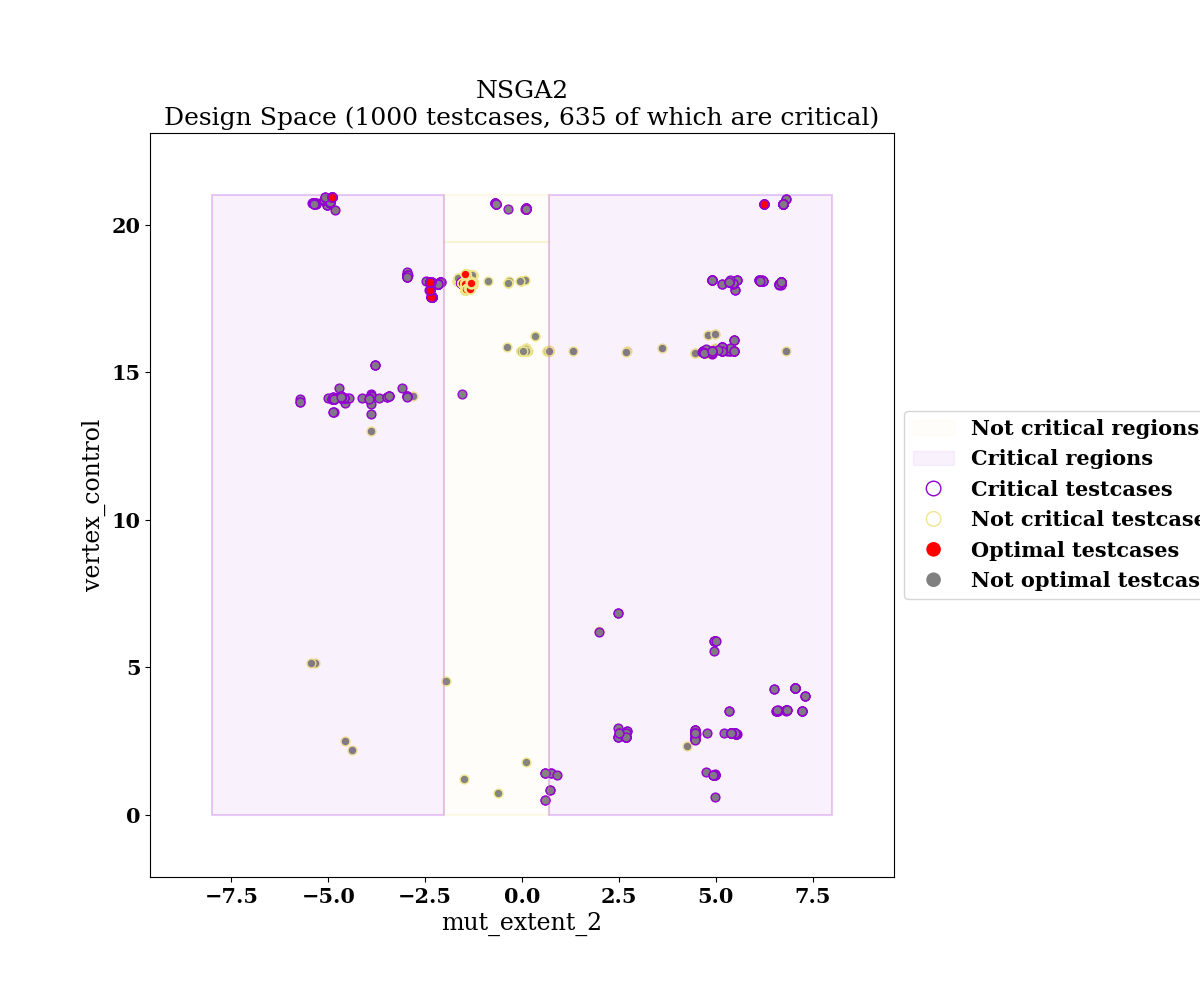 NSGA2
Design Space (1000 testcases, 635 of which are critical)
vertex_control
20
15
10
5
0
−7.5 −5.0 −2.5 0.0 2.5 5.0 7.5
mut_extent_2
Not critical regions
Critical regions
Critical testcases
Not critical testcase
Optimal testcases
Not optimal testcas